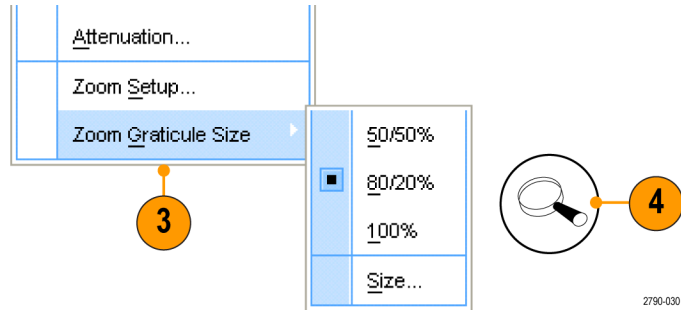 Attenuation...
Zoom Setup...
Zoom Graticule Size
50/50%
80/20%
100%
Size...
3
4
2790-030